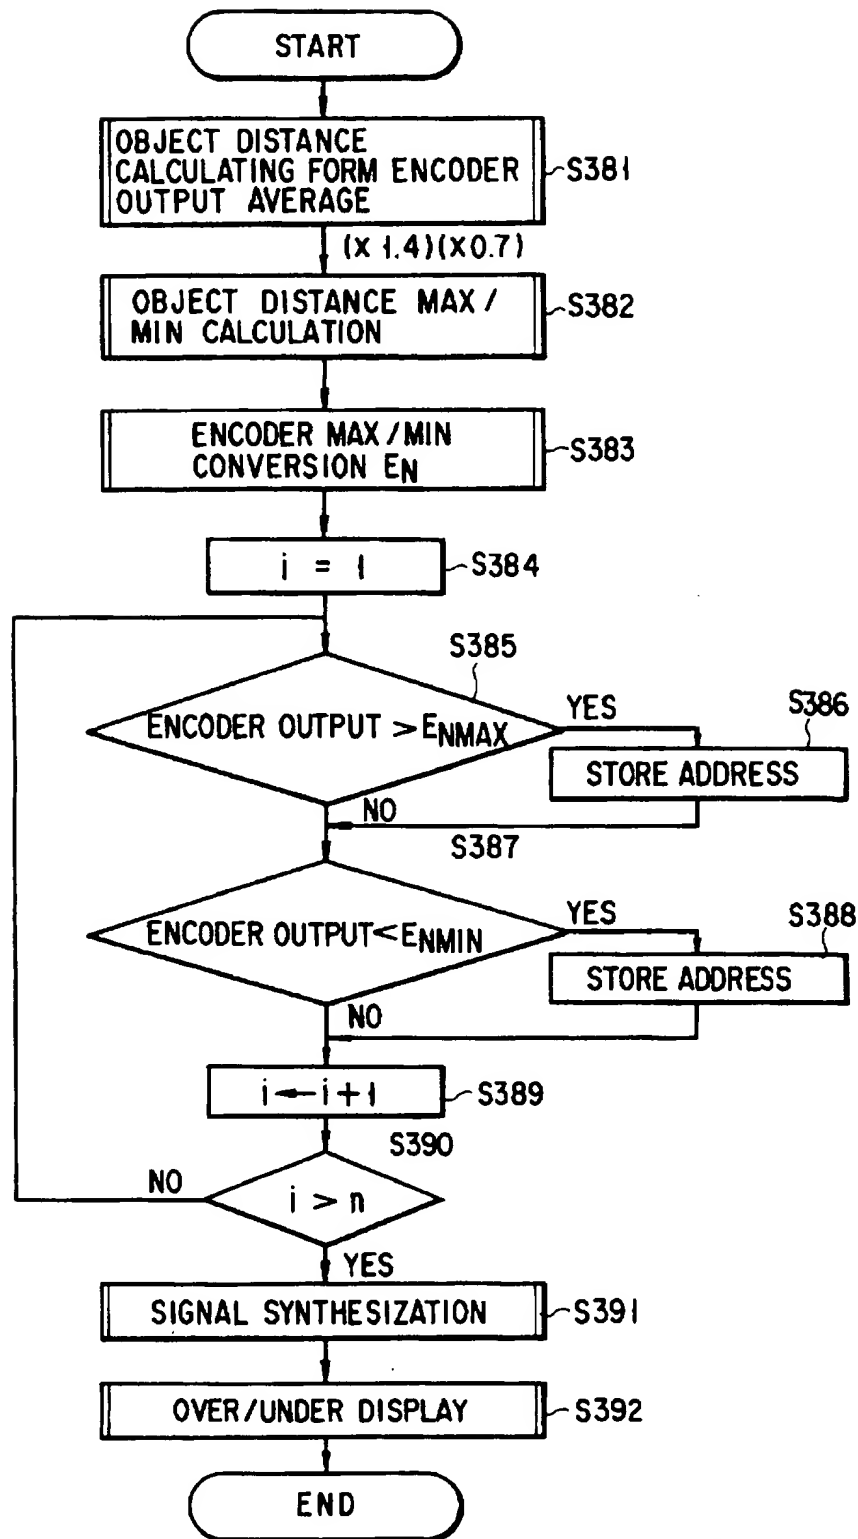 START
OBJECT DISTANCE
CALCULATING FORM ENCODER
OUTPUT AVERAGE
S381
(X 1.4)(X0.7)
OBJECT DISTANCE MAX/
MIN CALCULATION
S382
ENCODER MAX/MIN
CONVERSION EN
S383
i = 1
S384
S385
ENCODER OUTPUT > ENMAX
YES
S386
STORE ADDRESS
NO
S387
ENCODER OUTPUT < ENMIN
YES
S388
STORE ADDRESS
NO
i ← i + 1
S389
S390
NO
i > n
YES
SIGNAL SYNTHESIZATION
S391
OVER/UNDER DISPLAY
S392
END